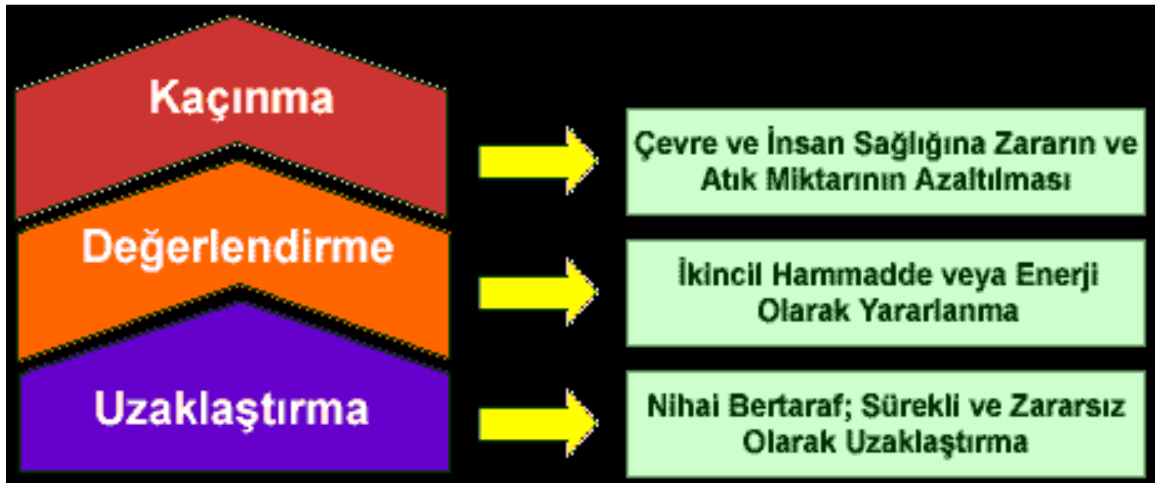 Kaçınma
Çevre ve İnsan Sağlığına Zararın ve
Atık Miktarının Azaltılması
Değerlendirme
İkincil Hammadde veya Enerji
Olarak Yararlanma
Uzaklaştırma
Nihai Bertaraf; Sürekli ve Zararsız
Olarak Uzaklaştırma